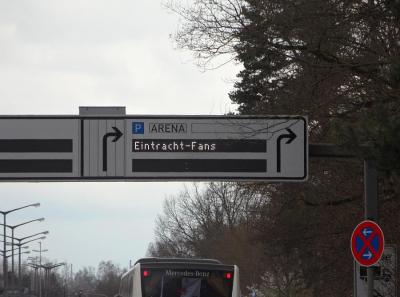 P ARENA
Eintracht-Fans
Mercedes-Benz